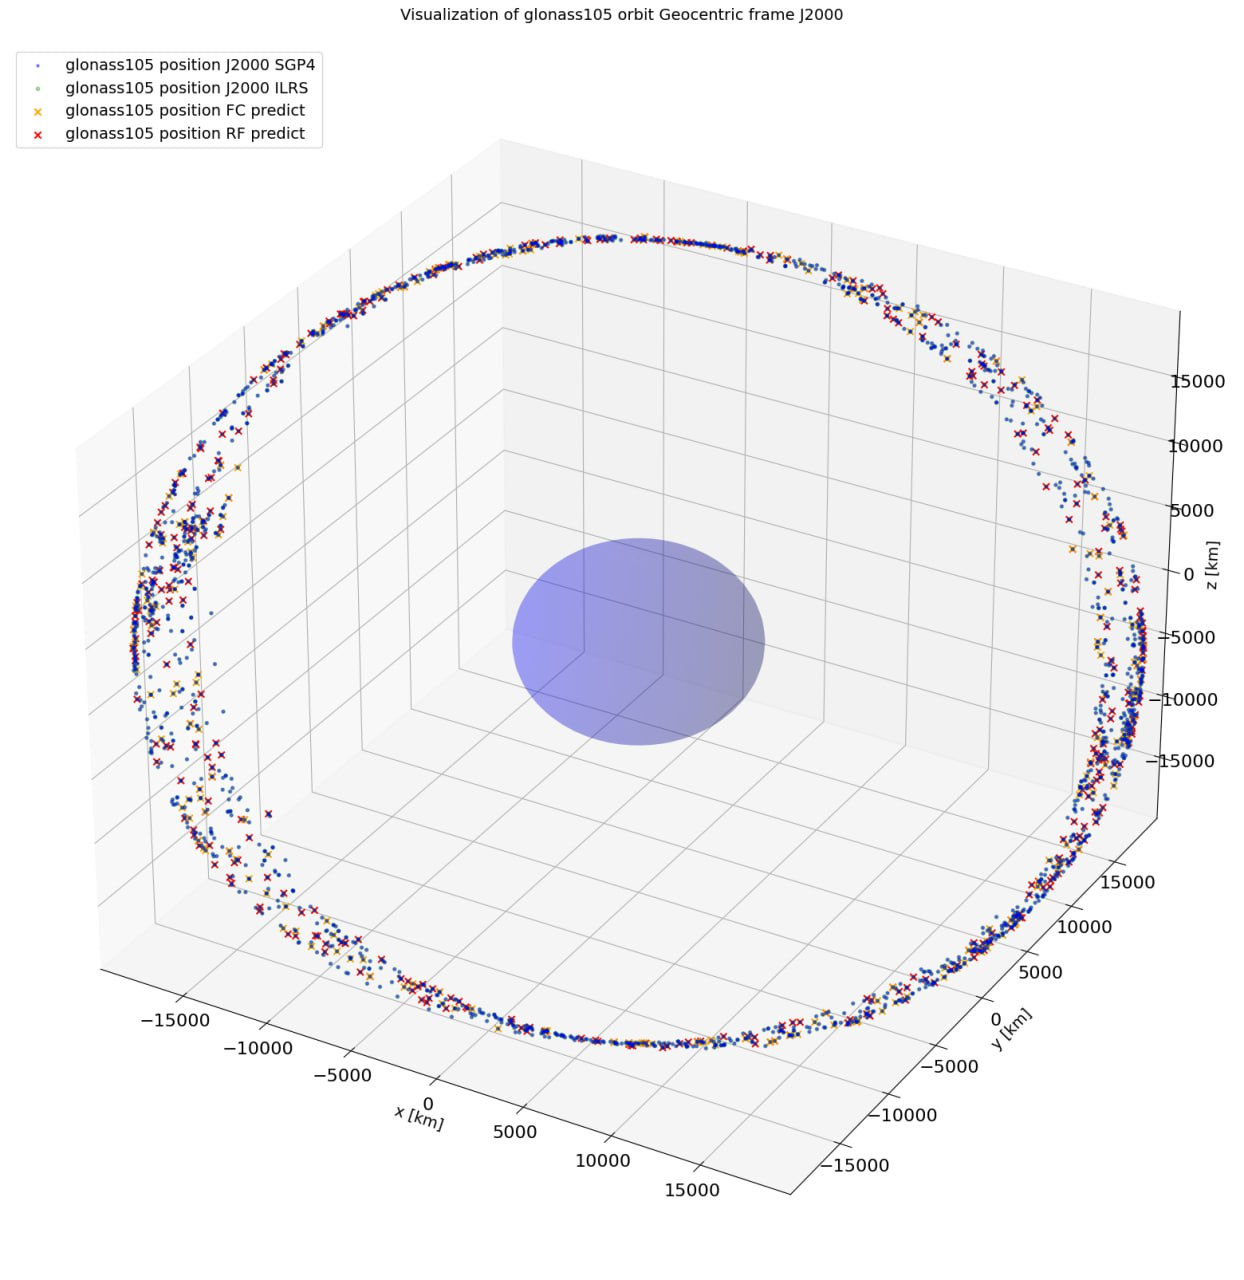 Visualization of glonass105 orbit Geocentric frame J2000
glonass105 position J2000 SGP4
glonass105 position J2000 ILRS
glonass105 position FC predict
glonass105 position RF predict
15000
10000
5000
0
−5000
−10000
−15000
z [km]
15000
10000
5000
0
−5000
−10000
−15000
y [km]
−15000
−10000
−5000
0
5000
10000
15000
x [km]